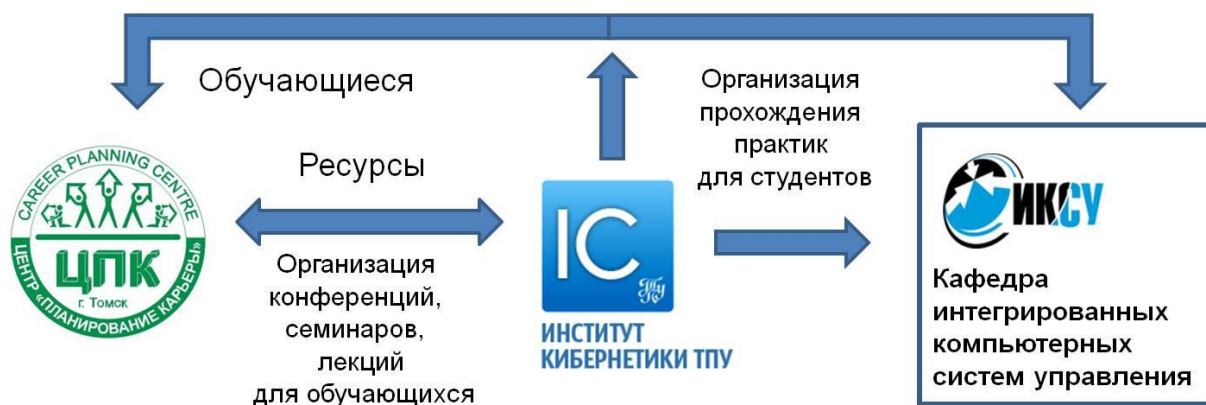 Обучающиеся
Ресурсы
Организация
конференций,
семинаров,
лекций
для обучающихся
Организация
прохождения
практик
для студентов
CAREER PLANNING CENTRE
ЦПК
г. Томск
ЦЕНТР «ПЛАНИРОВАНИЕ КАРЬЕРЫ»
IC
ТПУ
ИНСТИТУТ
КИБЕРНЕТИКИ ТПУ
ИКСУ
Кафедра
интегрированных
компьютерных
систем управления